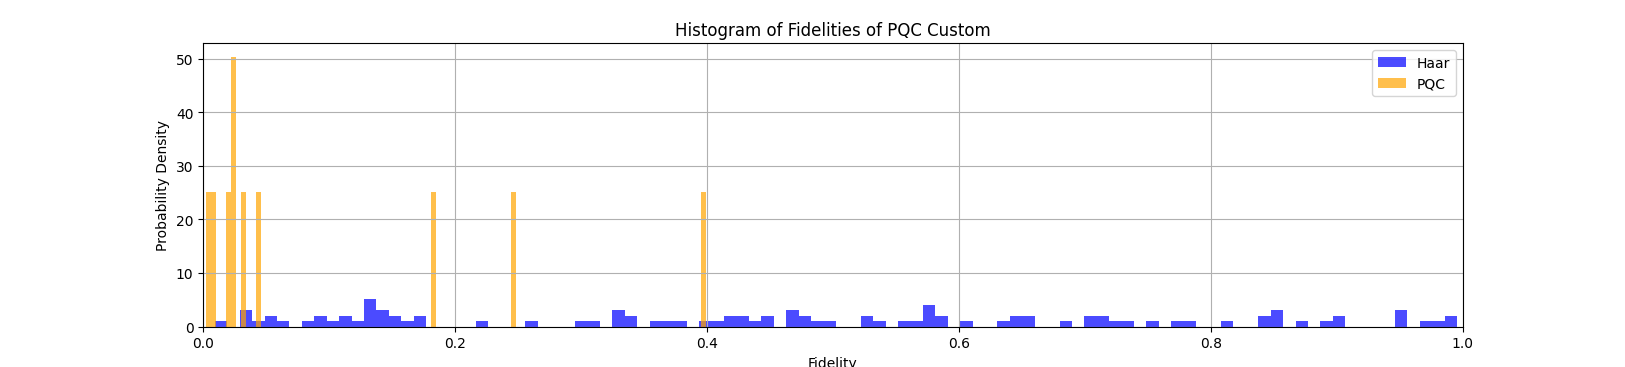 Histogram of Fidelities of PQC Custom
Probability Density
50
40
30
20
10
0
Haar
PQC
0.0 0.2 0.4 0.6 0.8 1.0
Fidelity